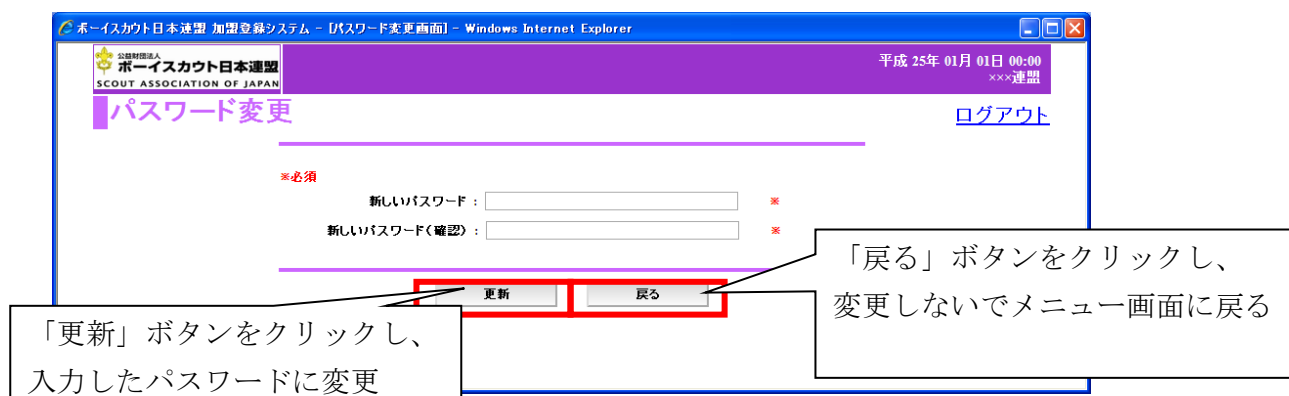 ボーイスカウト日本連盟 加盟登録システム - [パスワード変更画面] - Windows Internet Explorer
公益財団法人
ボーイスカウト日本連盟
SCOUT ASSOCIATION OF JAPAN
平成 25年 01月 01日 00:00
×××連盟
パスワード変更
ログアウト
※必須
新しいパスワード : ※
新しいパスワード(確認) : ※
更新 戻る
「戻る」ボタンをクリックし、
変更しないでメニュー画面に戻る
「更新」ボタンをクリックし、
入力したパスワードに変更